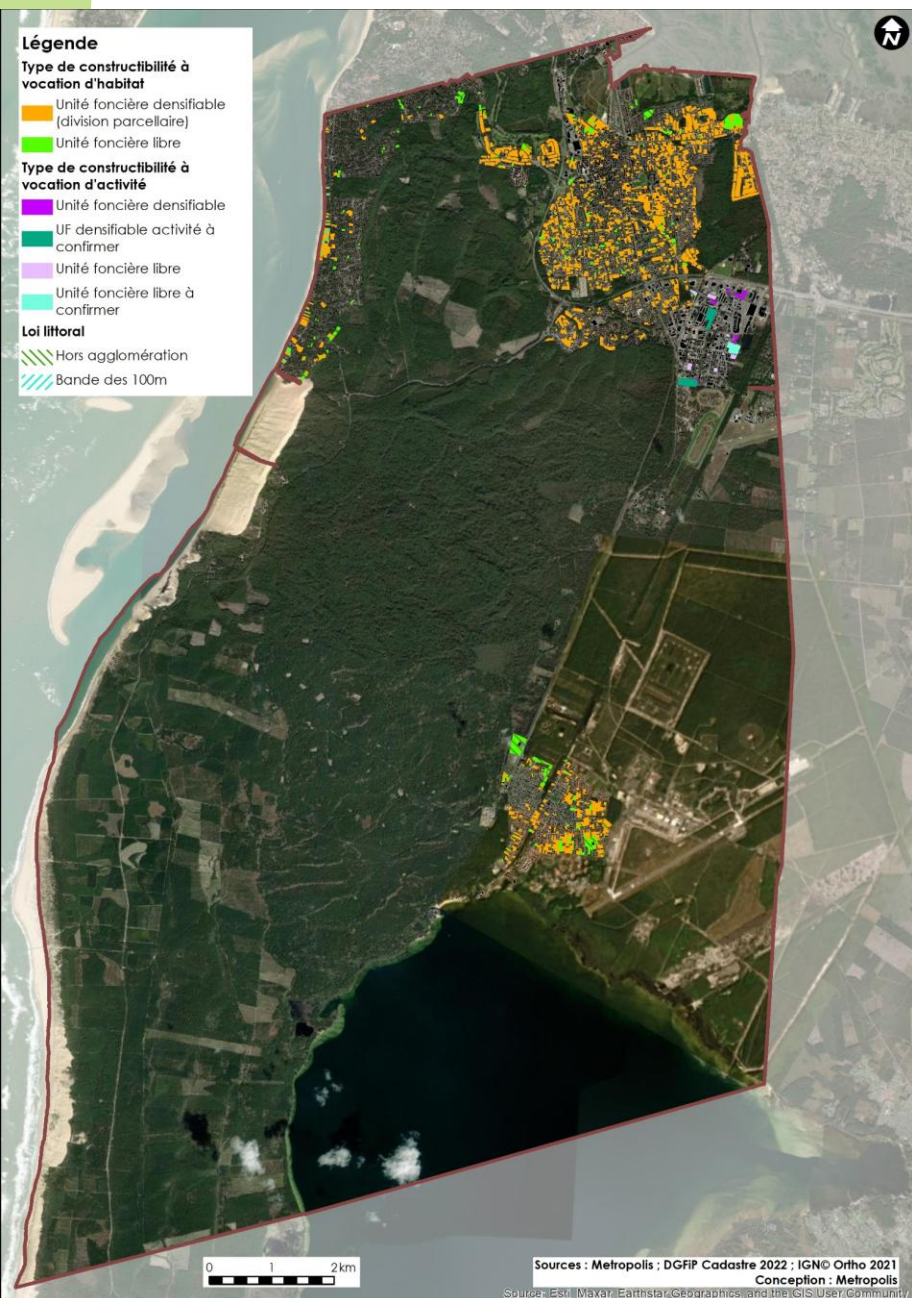 N
Légende
Type de constructibilité à
vocation d'habitat
Unité foncière densifiable
(division parcellaire)
Unité foncière libre
Type de constructibilité à
vocation d'activité
Unité foncière densifiable
UF densifiable activité à
confirmer
Unité foncière libre
Unité foncière libre à
confirmer
Loi littoral
Hors agglomération
Bande des 100m
0 1 2 km
Sources : Metropolis ; DGFiP Cadastre 2022 ; IGN© Ortho 2021
Conception : Metropolis
Source: Esri, Maxar, Earthstar Geographics, and the GIS User Community